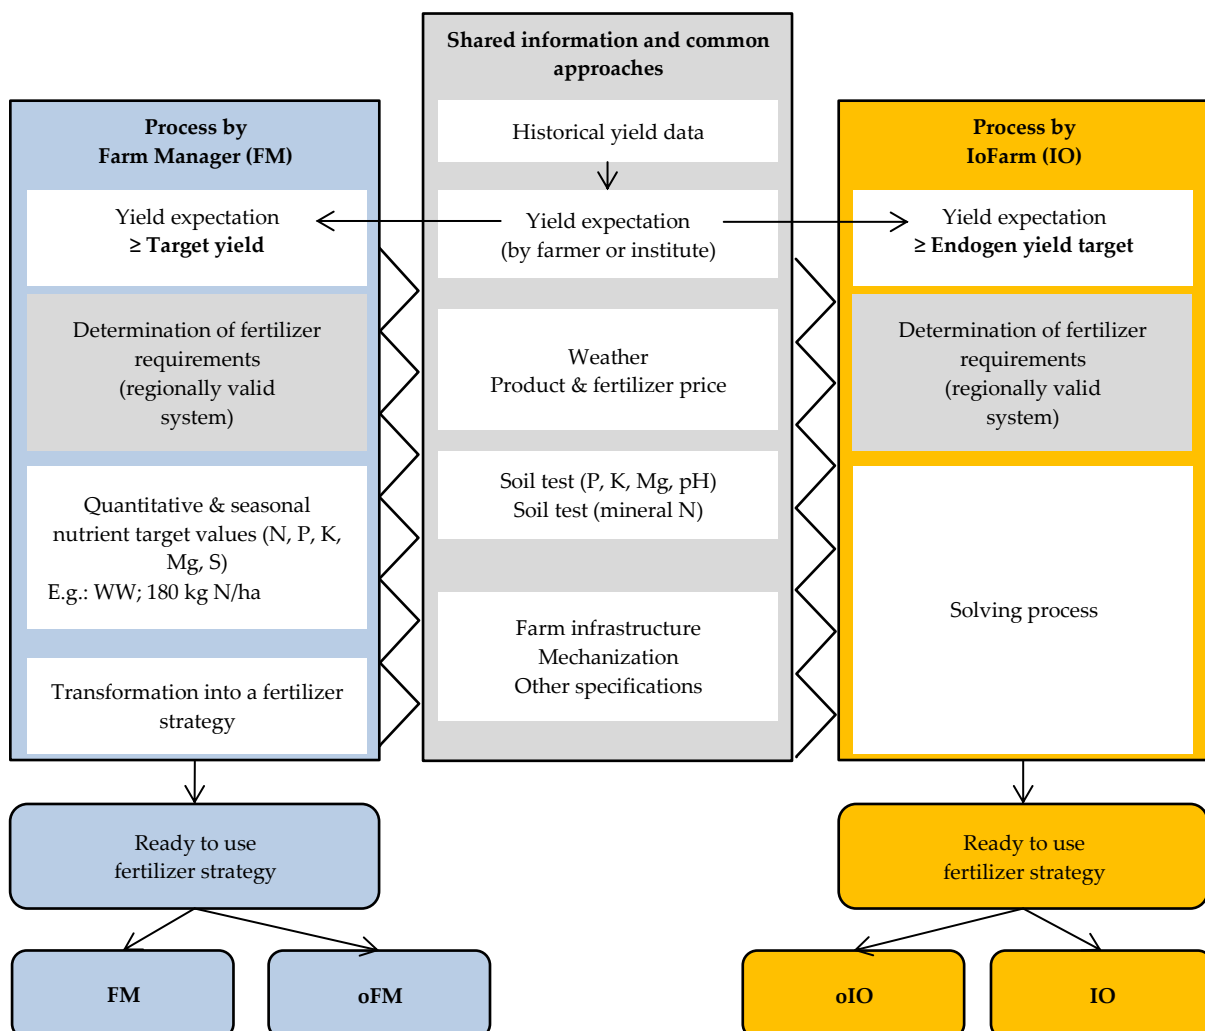 Shared information and common
approaches
Historical yield data
Yield expectation
(by farmer or institute)
Weather
Product & fertilizer price
Soil test (P, K, Mg, pH)
Soil test (mineral N)
Farm infrastructure
Mechanization
Other specifications
Process by
Farm Manager (FM)
Yield expectation
≥ Target yield
Determination of fertilizer
requirements
(regionally valid
system)
Quantitative & seasonal
nutrient target values (N, P, K,
Mg, S)
E.g.: WW; 180 kg N/ha
Transformation into a fertilizer
strategy
Ready to use
fertilizer strategy
FM
oFM
Process by
IoFarm (IO)
Yield expectation
≥ Endogen yield target
Determination of fertilizer
requirements
(regionally valid
system)
Solving process
Ready to use
fertilizer strategy
oIO
IO